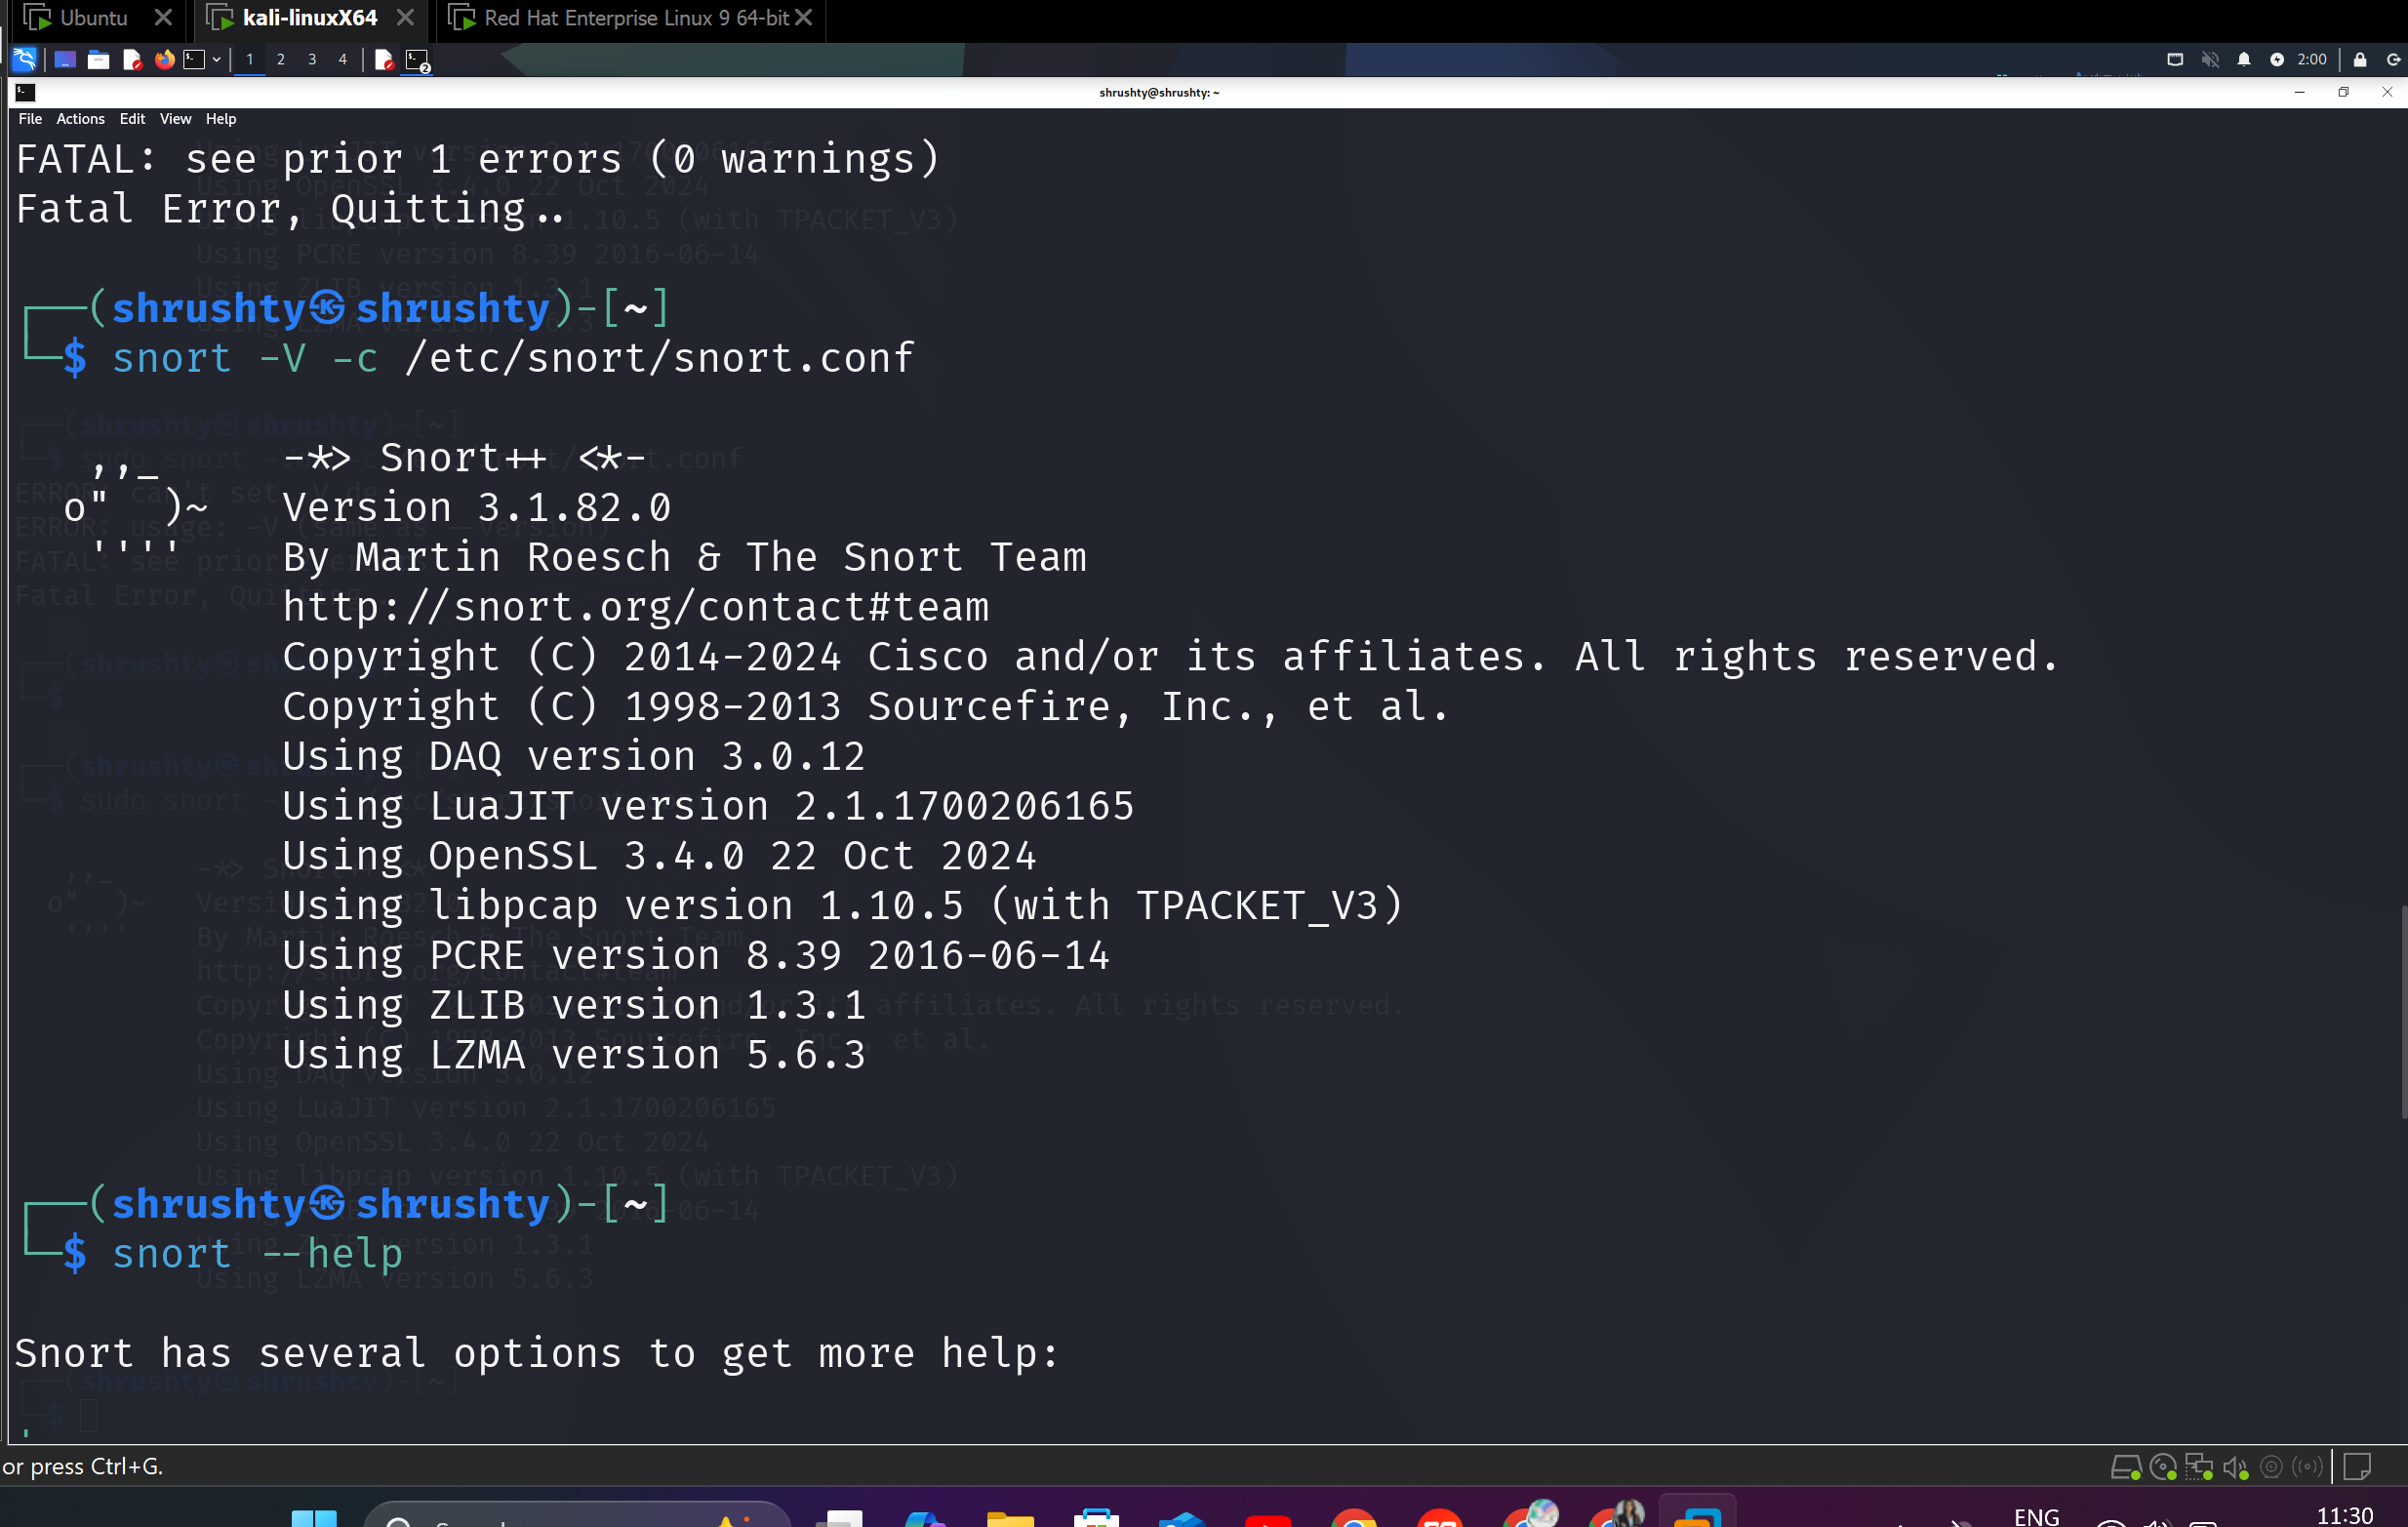 Ubuntu
kali-linuxX64
Red Hat Enterprise Linux 9 64-bit
1 2 3 4
2
2:00
shrushty@shrushty: ~
File Actions Edit View Help
FATAL: see prior 1 errors (0 warnings)
Fatal Error, Quitting..
┌──(shrushty㉿shrushty)-[~]
└─$ snort -V -c /etc/snort/snort.conf
,,_ -*> Snort++ <*-
o" )~ Version 3.1.82.0
'''' By Martin Roesch & The Snort Team
http://snort.org/contact#team
Copyright (C) 2014-2024 Cisco and/or its affiliates. All rights reserved.
Copyright (C) 1998-2013 Sourcefire, Inc., et al.
Using DAQ version 3.0.12
Using LuaJIT version 2.1.1700206165
Using OpenSSL 3.4.0 22 Oct 2024
Using libpcap version 1.10.5 (with TPACKET_V3)
Using PCRE version 8.39 2016-06-14
Using ZLIB version 1.3.1
Using LZMA version 5.6.3
┌──(shrushty㉿shrushty)-[~]
└─$ snort --help
Snort has several options to get more help:
or press Ctrl+G.
ENG
11:30